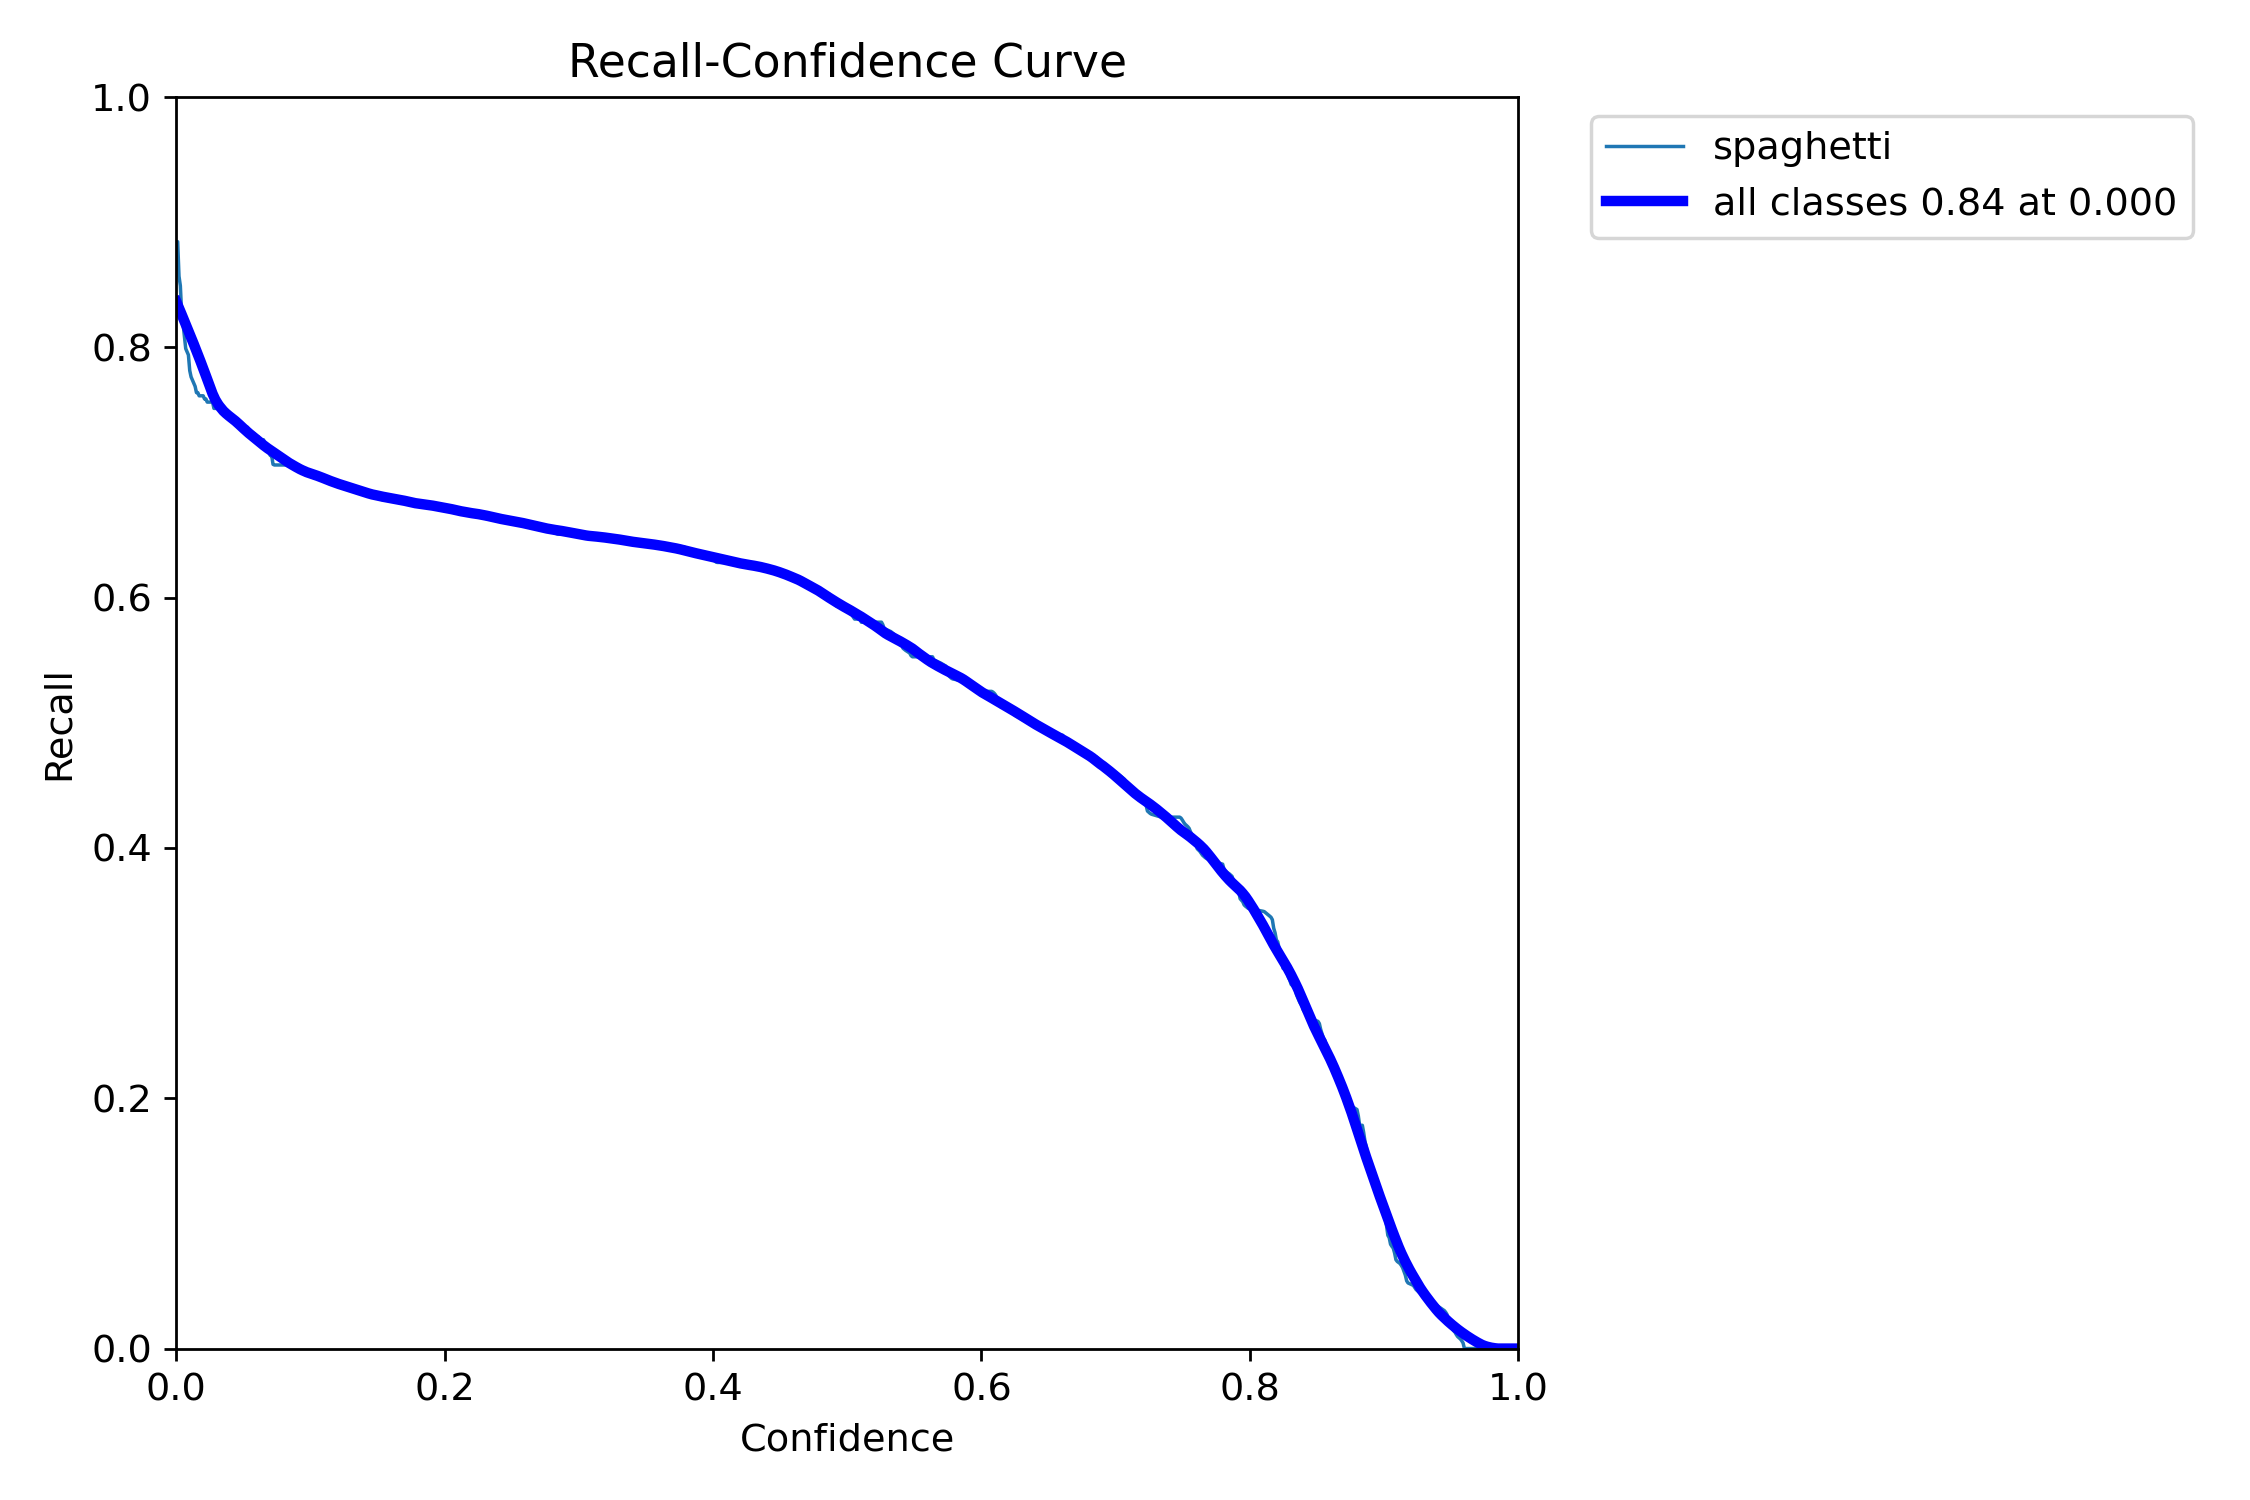 Recall-Confidence Curve
1.0
0.8
0.6
0.4
0.2
0.0
Recall
0.0 0.2 0.4 0.6 0.8 1.0
Confidence
spaghetti
all classes 0.84 at 0.000